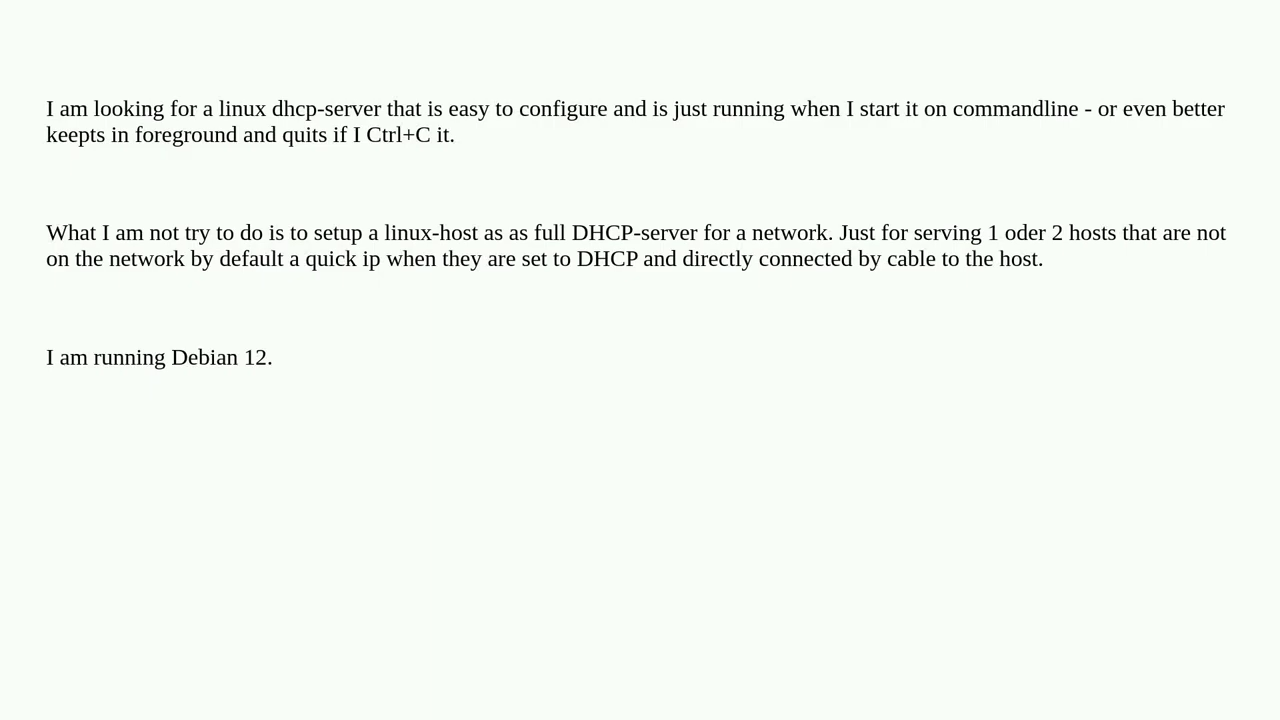 I am looking for a linux dhcp-server that is easy to configure and is just running when I start it on commandline - or even better
keepts in foreground and quits if I Ctrl+C it.
What I am not try to do is to setup a linux-host as as full DHCP-server for a network. Just for serving 1 oder 2 hosts that are not
on the network by default a quick ip when they are set to DHCP and directly connected by cable to the host.
I am running Debian 12.